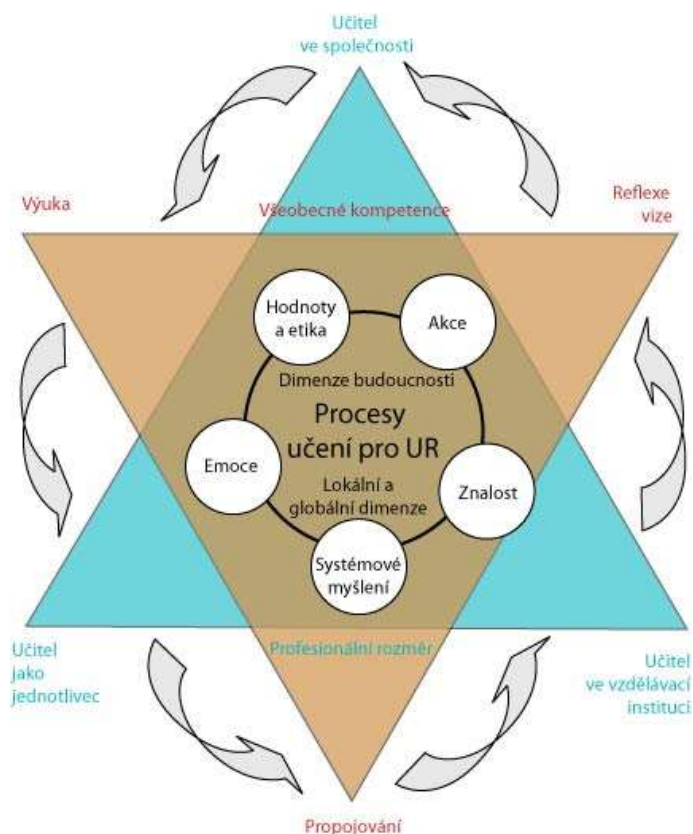 Učitel
ve společnosti
Výuka
Reflexe
vize
Všeobecné kompetence
Hodnoty
a etika
Akce
Dimenze budoucnosti
Procesy
učení pro UR
Emoce
Znalost
Lokální a
globální dimenze
Systémové
myšlení
Učitel
jako
jednotlivec
Profesionální rozměr
Učitel
ve vzdělávací
instituci
Propojování